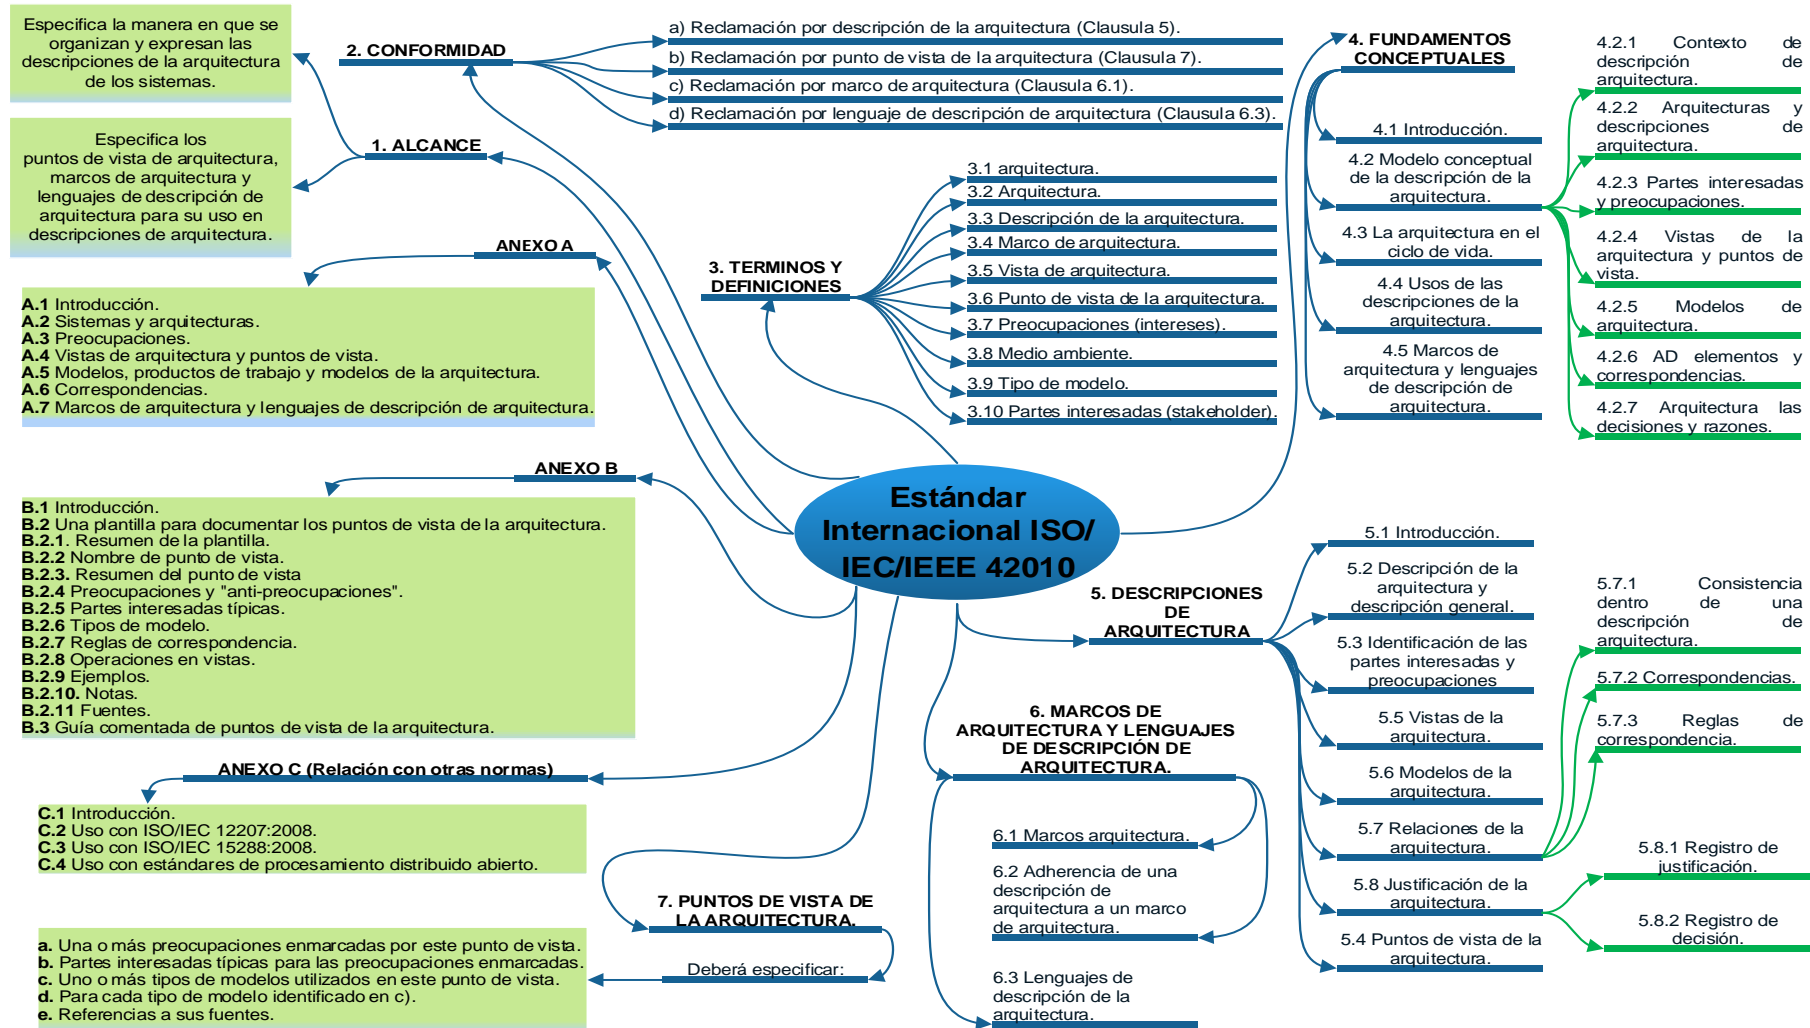 Especifica la manera en que se
organizan y expresan las
descripciones de la arquitectura
de los sistemas.
Especifica los
puntos de vista de arquitectura,
marcos de arquitectura y
lenguajes de descripción de
arquitectura para su uso en
descripciones de arquitectura.
1. ALCANCE
2. CONFORMIDAD
a) Reclamación por descripción de la arquitectura (Clausula 5).
b) Reclamación por punto de vista de la arquitectura (Clausula 7).
c) Reclamación por marco de arquitectura (Clausula 6.1).
d) Reclamación por lenguaje de descripción de arquitectura (Clausula 6.3).
3. TERMINOS Y
DEFINICIONES
3.1 arquitectura.
3.2 Arquitectura.
3.3 Descripción de la arquitectura.
3.4 Marco de arquitectura.
3.5 Vista de arquitectura.
3.6 Punto de vista de la arquitectura.
3.7 Preocupaciones (intereses).
3.8 Medio ambiente.
3.9 Tipo de modelo.
3.10 Partes interesadas (stakeholder).
4. FUNDAMENTOS
CONCEPTUALES
4.1 Introducción.
4.2 Modelo conceptual
de la descripción de la
arquitectura.
4.3 La arquitectura en el
ciclo de vida.
4.4 Usos de las
descripciones de la
arquitectura.
4.5 Marcos de
arquitectura y lenguajes
de descripción de
arquitectura.
4.2.1 Contexto de
descripción de
arquitectura.
4.2.2 Arquitecturas y
descripciones de
arquitectura.
4.2.3 Partes interesadas
y preocupaciones.
4.2.4 Vistas de la
arquitectura y puntos de
vista.
4.2.5 Modelos de
arquitectura.
4.2.6 AD elementos y
correspondencias.
4.2.7 Arquitectura las
decisiones y razones.
ANEXO A
A.1 Introducción.
A.2 Sistemas y arquitecturas.
A.3 Preocupaciones.
A.4 Vistas de arquitectura y puntos de vista.
A.5 Modelos, productos de trabajo y modelos de la arquitectura.
A.6 Correspondencias.
A.7 Marcos de arquitectura y lenguajes de descripción de arquitectura.
ANEXO B
B.1 Introducción.
B.2 Una plantilla para documentar los puntos de vista de la arquitectura.
B.2.1. Resumen de la plantilla.
B.2.2 Nombre de punto de vista.
B.2.3. Resumen del punto de vista
B.2.4 Preocupaciones y "anti-preocupaciones".
B.2.5 Partes interesadas típicas.
B.2.6 Tipos de modelo.
B.2.7 Reglas de correspondencia.
B.2.8 Operaciones en vistas.
B.2.9 Ejemplos.
B.2.10. Notas.
B.2.11 Fuentes.
B.3 Guía comentada de puntos de vista de la arquitectura.
Estándar
Internacional ISO/
IEC/IEEE 42010
ANEXO C (Relación con otras normas)
C.1 Introducción.
C.2 Uso con ISO/IEC 12207:2008.
C.3 Uso con ISO/IEC 15288:2008.
C.4 Uso con estándares de procesamiento distribuido abierto.
7. PUNTOS DE VISTA DE
LA ARQUITECTURA.
Deberá especificar:
a. Una o más preocupaciones enmarcadas por este punto de vista.
b. Partes interesadas típicas para las preocupaciones enmarcadas.
c. Uno o más tipos de modelos utilizados en este punto de vista.
d. Para cada tipo de modelo identificado en c).
e. Referencias a sus fuentes.
6. MARCOS DE
ARQUITECTURA Y LENGUAJES
DE DESCRIPCIÓN DE
ARQUITECTURA.
6.1 Marcos arquitectura.
6.2 Adherencia de una
descripción de
arquitectura a un marco
de arquitectura.
6.3 Lenguajes de
descripción de la
arquitectura.
5. DESCRIPCIONES
DE
ARQUITECTURA
5.1 Introducción.
5.2 Descripción de la
arquitectura y
descripción general.
5.3 Identificación de las
partes interesadas y
preocupaciones
5.5 Vistas de la
arquitectura.
5.6 Modelos de la
arquitectura.
5.7 Relaciones de la
arquitectura.
5.8 Justificación de la
arquitectura.
5.4 Puntos de vista de la
arquitectura.
5.7.1 Consistencia
dentro de una
descripción de
arquitectura.
5.7.2 Correspondencias.
5.7.3 Reglas de
correspondencia.
5.8.1 Registro de
justificación.
5.8.2 Registro de
decisión.